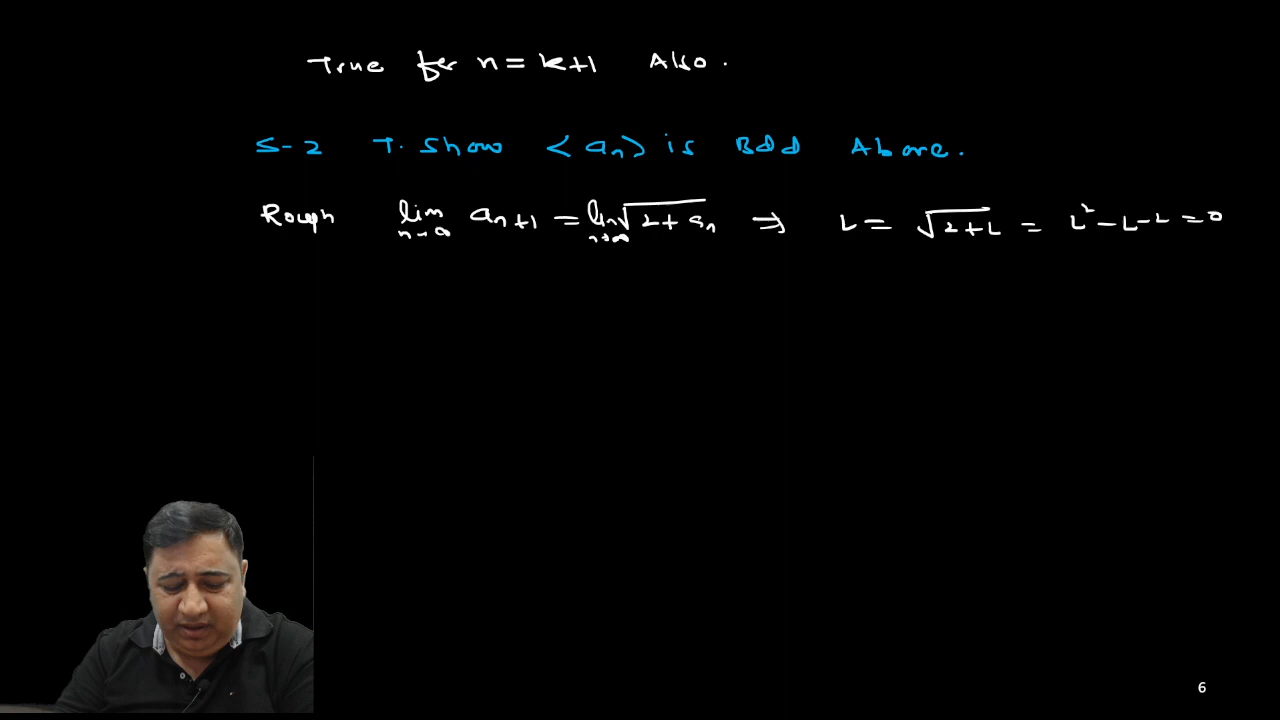 True for n = k+1 Also.
S-2 T. Show <aₙ> is Bdd Above.
Rough lim n→∞ aₙ+1 = lim n→∞ √2+aₙ ⇒ L = √2+L = L²-L-2=0
6